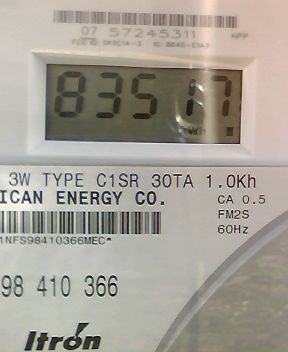 07 57245311
83517
kWh
3W TYPE C1SR 30TA 1.0Kh
ICAN ENERGY CO.
CA 0.5
FM2S
60Hz
1NFS98410366MEC*
98 410 366
Itron